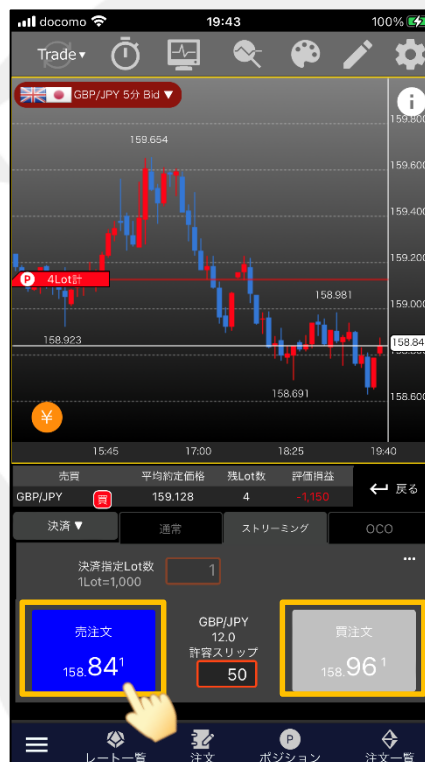 docomo 19:43 100%
Trade▼
GBP/JPY 5分 Bid ▼
i
159.800
159.654
159.600
159.400
159.200
P 4Lot計
158.981
159.000
158.923
158.84
158.691
158.600
¥
15:45 17:00 18:25 19:40
売買 平均約定価格 残Lot数 評価損益
GBP/JPY 買 159.128 4 -1,150
戻る
決済▼ 通常 ストリーミング OCO
...
決済指定Lot数
1Lot=1,000
1
売注文
158.84¹
GBP/JPY
12.0
許容スリップ
50
買注文
158.96¹
レート一覧 注文 P ポジション 注文一覧